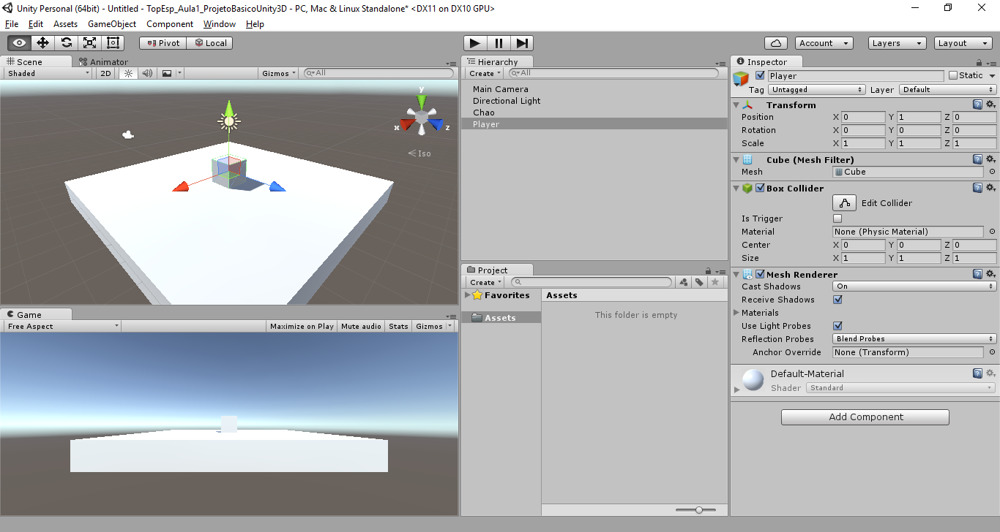 Unity Personal (64bit) - Untitled - TopEsp_Aula1_ProjetoBasicoUnity3D - PC, Mac & Linux Standalone* <DX11 on DX10 GPU>
File Edit Assets GameObject Component Window Help
Pivot Local Account Layers Layout
Scene Animator
Shaded 2D Gizmos All
y
x z
Iso
Game
Free Aspect Maximize on Play Mute audio Stats Gizmos
Hierarchy
Create All
Main Camera
Directional Light
Chao
Player
Project
Create
Favorites
Assets
Assets
This folder is empty
Inspector
Player Static
Tag Untagged Layer Default
Transform
Position X 0 Y 1 Z 0
Rotation X 0 Y 0 Z 0
Scale X 1 Y 1 Z 1
Cube (Mesh Filter)
Mesh Cube
Box Collider
Edit Collider
Is Trigger
Material None (Physic Material)
Center X 0 Y 0 Z 0
Size X 1 Y 1 Z 1
Mesh Renderer
Cast Shadows On
Receive Shadows
Materials
Use Light Probes
Reflection Probes Blend Probes
Anchor Override None (Transform)
Default-Material
Shader Standard
Add Component